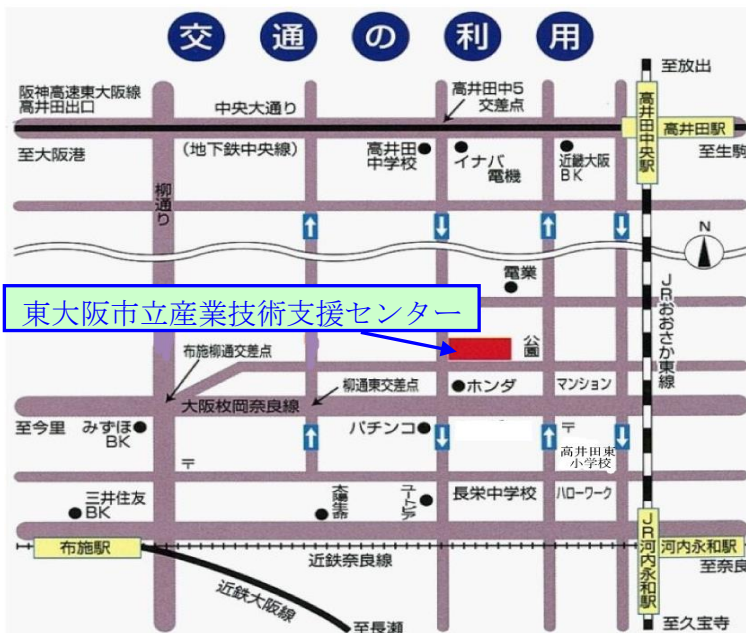 交通の利用
至放出
阪神高速東大阪線
高井田出口
中央大通り
高井田中5
交差点
高井田中央駅
高井田駅
至大阪港
(地下鉄中央線)
高井田
中学校
イナバ
電機
近畿大阪
BK
至生駒
柳通り
N
電業
JRおおさか東線
東大阪市立産業技術支援センター
公園
布施柳通交差点
柳通東交差点
ホンダ
マンション
大阪枚岡奈良線
至今里
みずほ
BK
パチンコ
〒
高井田東
小学校
〒
三井住友
BK
太陽生命
ユートピア
長栄中学校
ハローワーク
布施駅
近鉄奈良線
JR河内永和駅
河内永和駅
至奈良
近鉄大阪線
至長瀬
至久宝寺